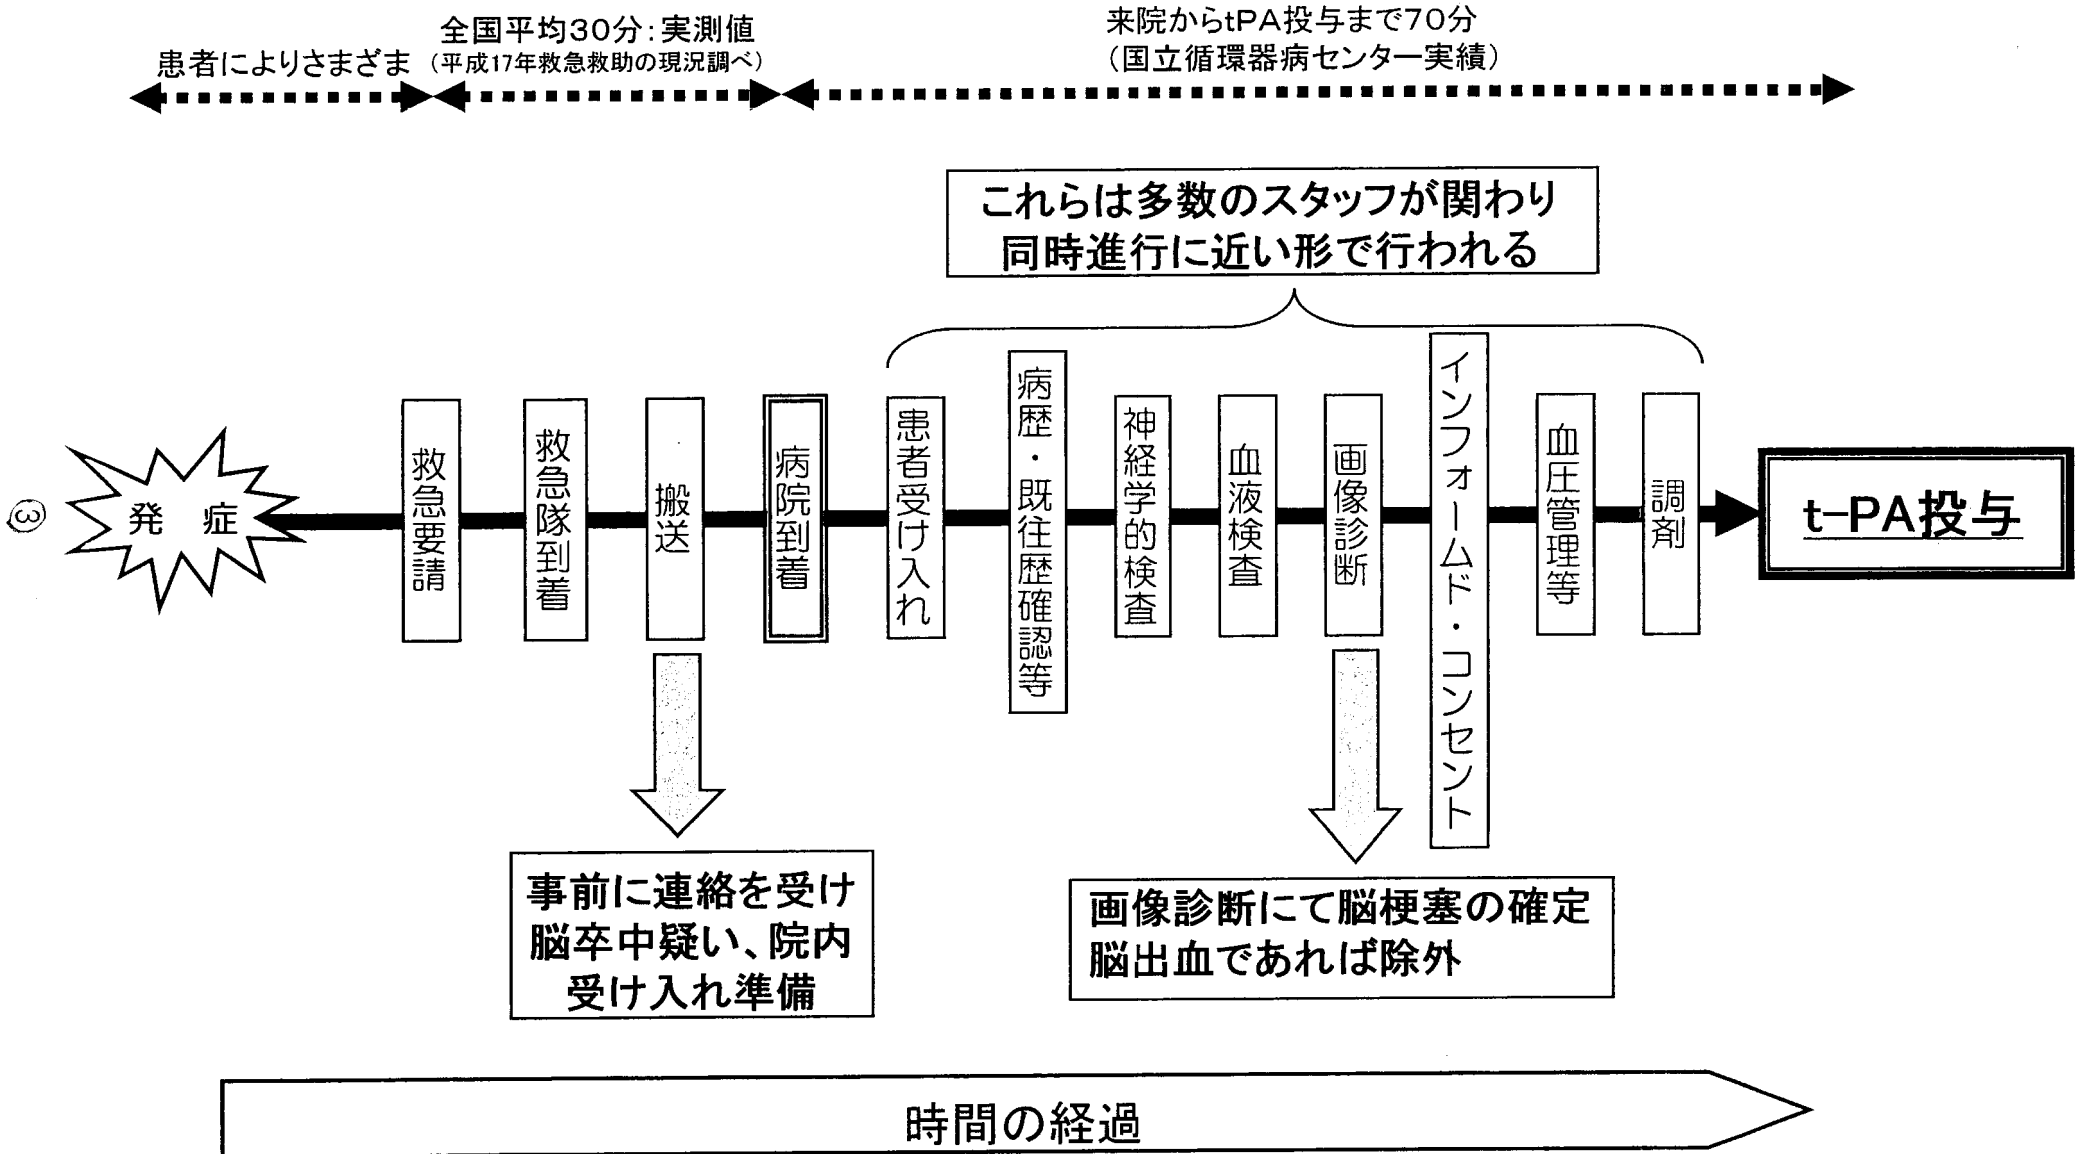 患者によりさまざま
全国平均30分:実測値
(平成17年救急救助の現況調べ)
来院からtPA投与まで70分
(国立循環器病センター実績)
これらは多数のスタッフが関わり
同時進行に近い形で行われる
③
発 症
救急要請
救急隊到着
搬送
病院到着
患者受け入れ
病歴・既往歴確認等
神経学的検査
血液検査
画像診断
インフォームド・コンセント
血圧管理等
調剤
t-PA投与
事前に連絡を受け
脳卒中疑い、院内
受け入れ準備
画像診断にて脳梗塞の確定
脳出血であれば除外
時間の経過